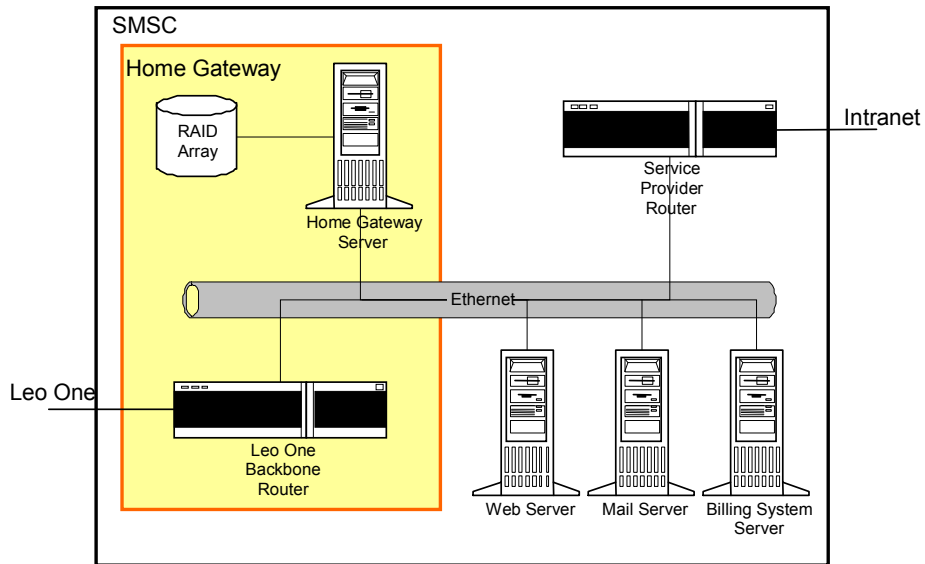 SMSC
Home Gateway
RAID
Array
Home Gateway
Server
Intranet
Service
Provider
Router
Ethernet
Leo One
Leo One
Backbone
Router
Web Server
Mail Server
Billing System
Server